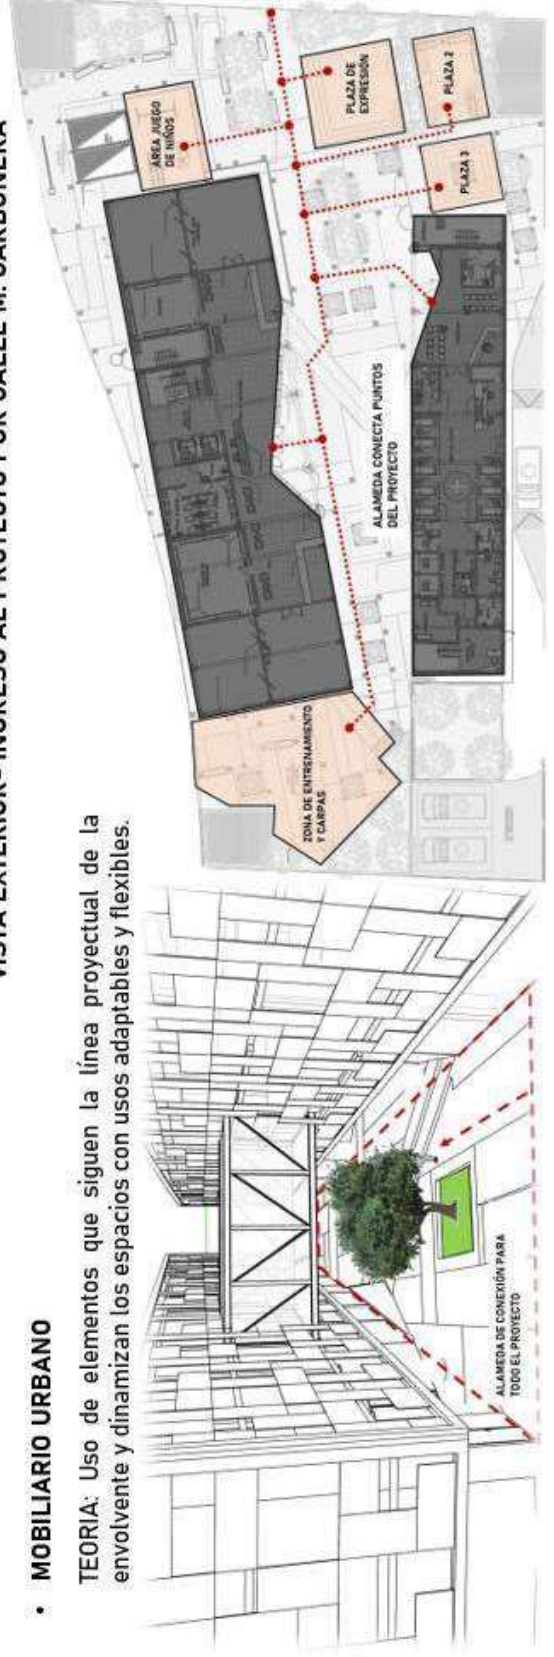 VISTA EXTERIOR- INGRESO AL PROYECTO POR CALLE M. CARBONERA
• MOBILIARIO URBANO
TEORIA: Uso de elementos que siguen la línea proyectual de la
envolvente y dinamizan los espacios con usos adaptables y flexibles.
ALAMEDA DE CONEXIÓN PARA
TODO EL PROYECTO
ZONA DE ENTRENAMIENTO
Y CARPAS
ALAMEDA CONECTA PUNTOS
DEL PROYECTO
ÁREA JUEGO
DE NIÑOS
PLAZA DE
EXPRESIÓN
PLAZA 2
PLAZA 3